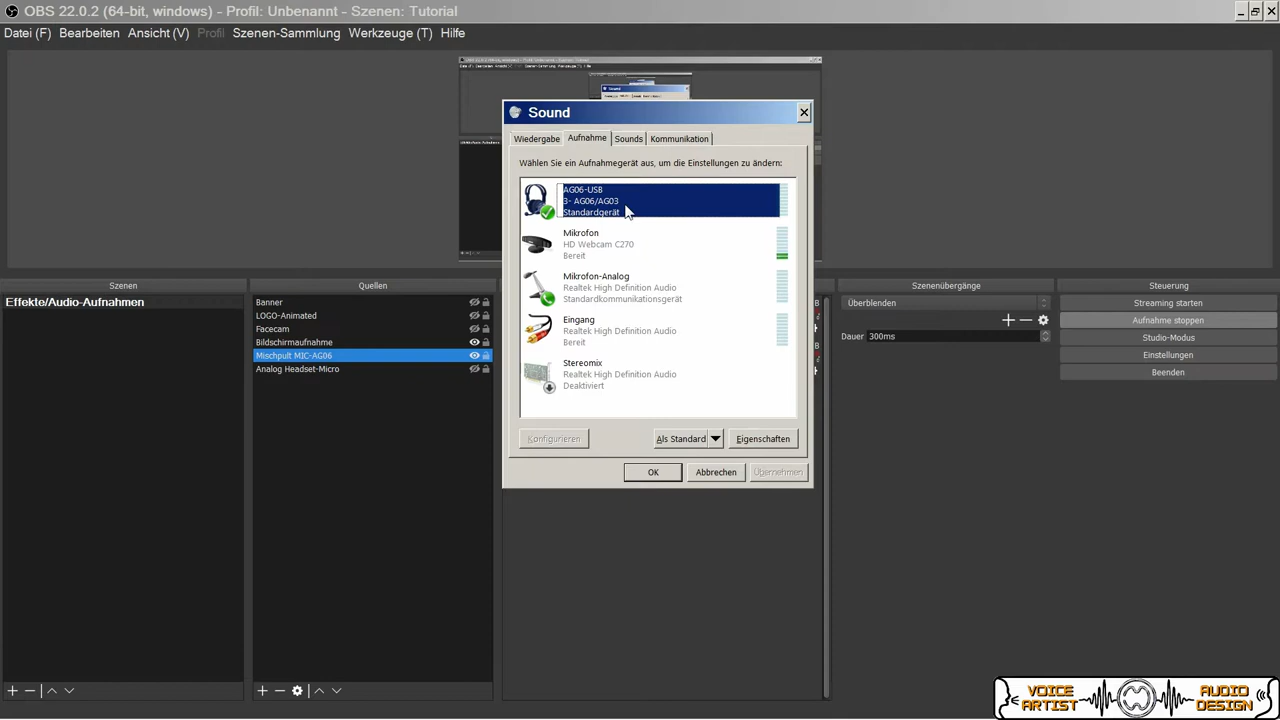 OBS 22.0.2 (64-bit, windows) - Profil: Unbenannt - Szenen: Tutorial
Datei (F) Bearbeiten Ansicht (V) Profil Szenen-Sammlung Werkzeuge (T) Hilfe
Sound
Wiedergabe Aufnahme Sounds Kommunikation
Wählen Sie ein Aufnahmegerät aus, um die Einstellungen zu ändern:
AG06-USB
3- AG06/AG03
Standardgerät
Mikrofon
HD Webcam C270
Bereit
Mikrofon-Analog
Realtek High Definition Audio
Standardkommunikationsgerät
Eingang
Realtek High Definition Audio
Bereit
Stereomix
Realtek High Definition Audio
Deaktiviert
Konfigurieren Als Standard Eigenschaften
OK Abbrechen Übernehmen
Szenen
Effekte/Audio-Aufnahmen
Quellen
Banner
LOGO-Animated
Facecam
Bildschirmaufnahme
Mischpult MIC-AG06
Analog Headset-Micro
Szenenübergänge
Überblenden
Dauer 300ms
Steuerung
Streaming starten
Aufnahme stoppen
Studio-Modus
Einstellungen
Beenden
VOICE ARTIST
AUDIO DESIGN